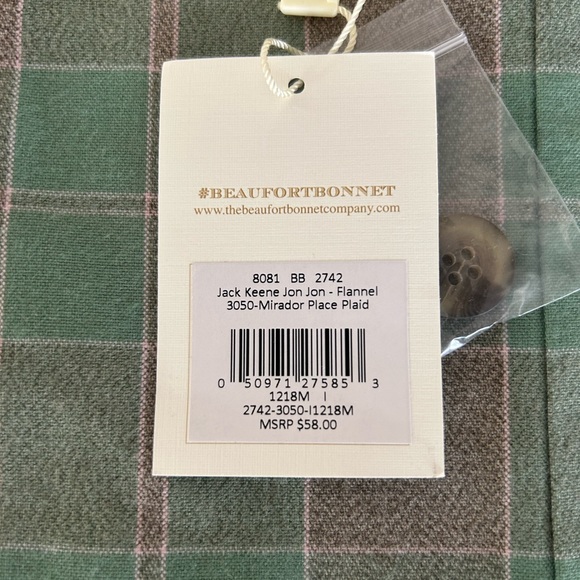 #BEAUFORTBONNET
www.thebeaufortbonnetcompany.com
8081 BB 2742
Jack Keene Jon Jon - Flannel
3050-Mirador Place Plaid
0 50971 27585 3
1218M I
2742-3050-I1218M
MSRP $58.00